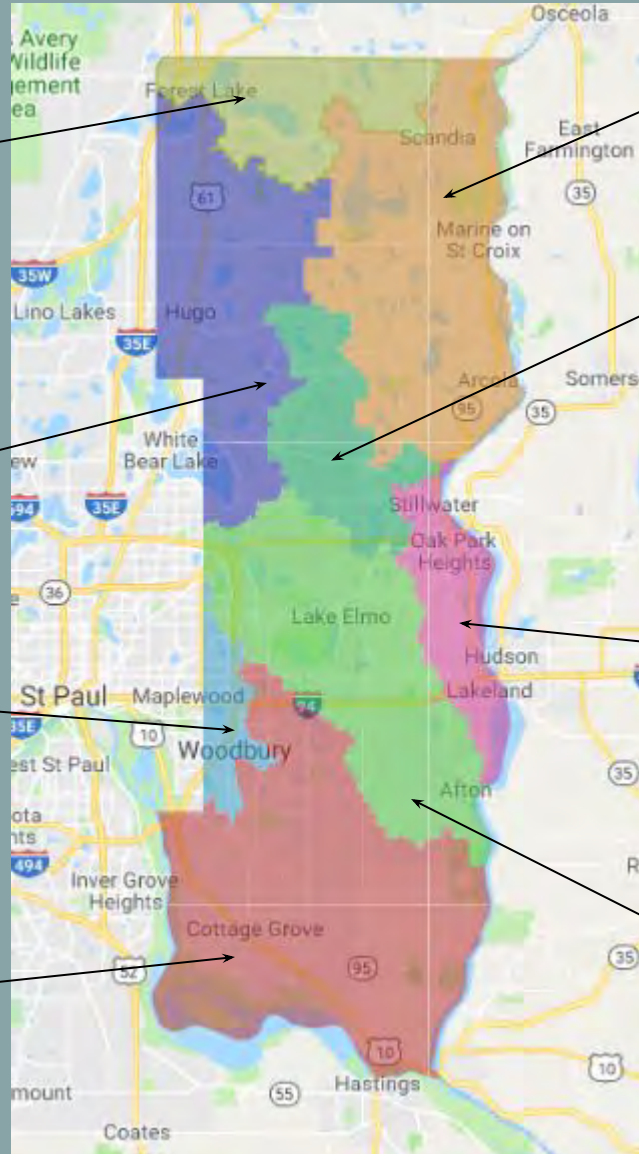 Osceola
s Avery
Wildlife
gement
ea
Forest Lake
Scandia
East
Farmington
35
61
Marine on
St Croix
35W
Lino Lakes
Hugo
35E
Arcola
Somers
95
35
White
Bear Lake
ew
694
35E
Stillwater
Oak Park
Heights
36
e
Lake Elmo
Hudson
St Paul
Maplewood
94
Lakeland
35E
10
Woodbury
est St Paul
35
Afton
ota
hts
494
R
Inver Grove
Heights
Cottage Grove
52
95
35
10
10
Hastings
mount
55
Coates